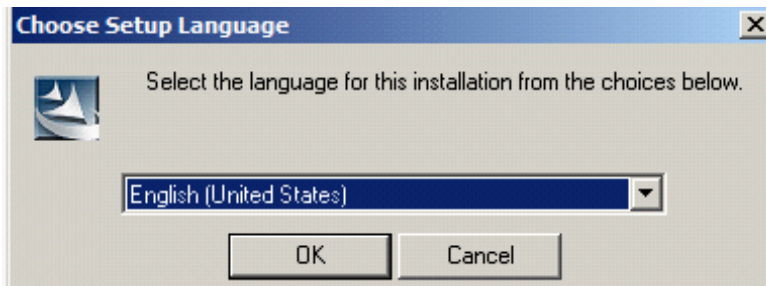 Choose Setup Language
Select the language for this installation from the choices below.
English (United States)
OK
Cancel